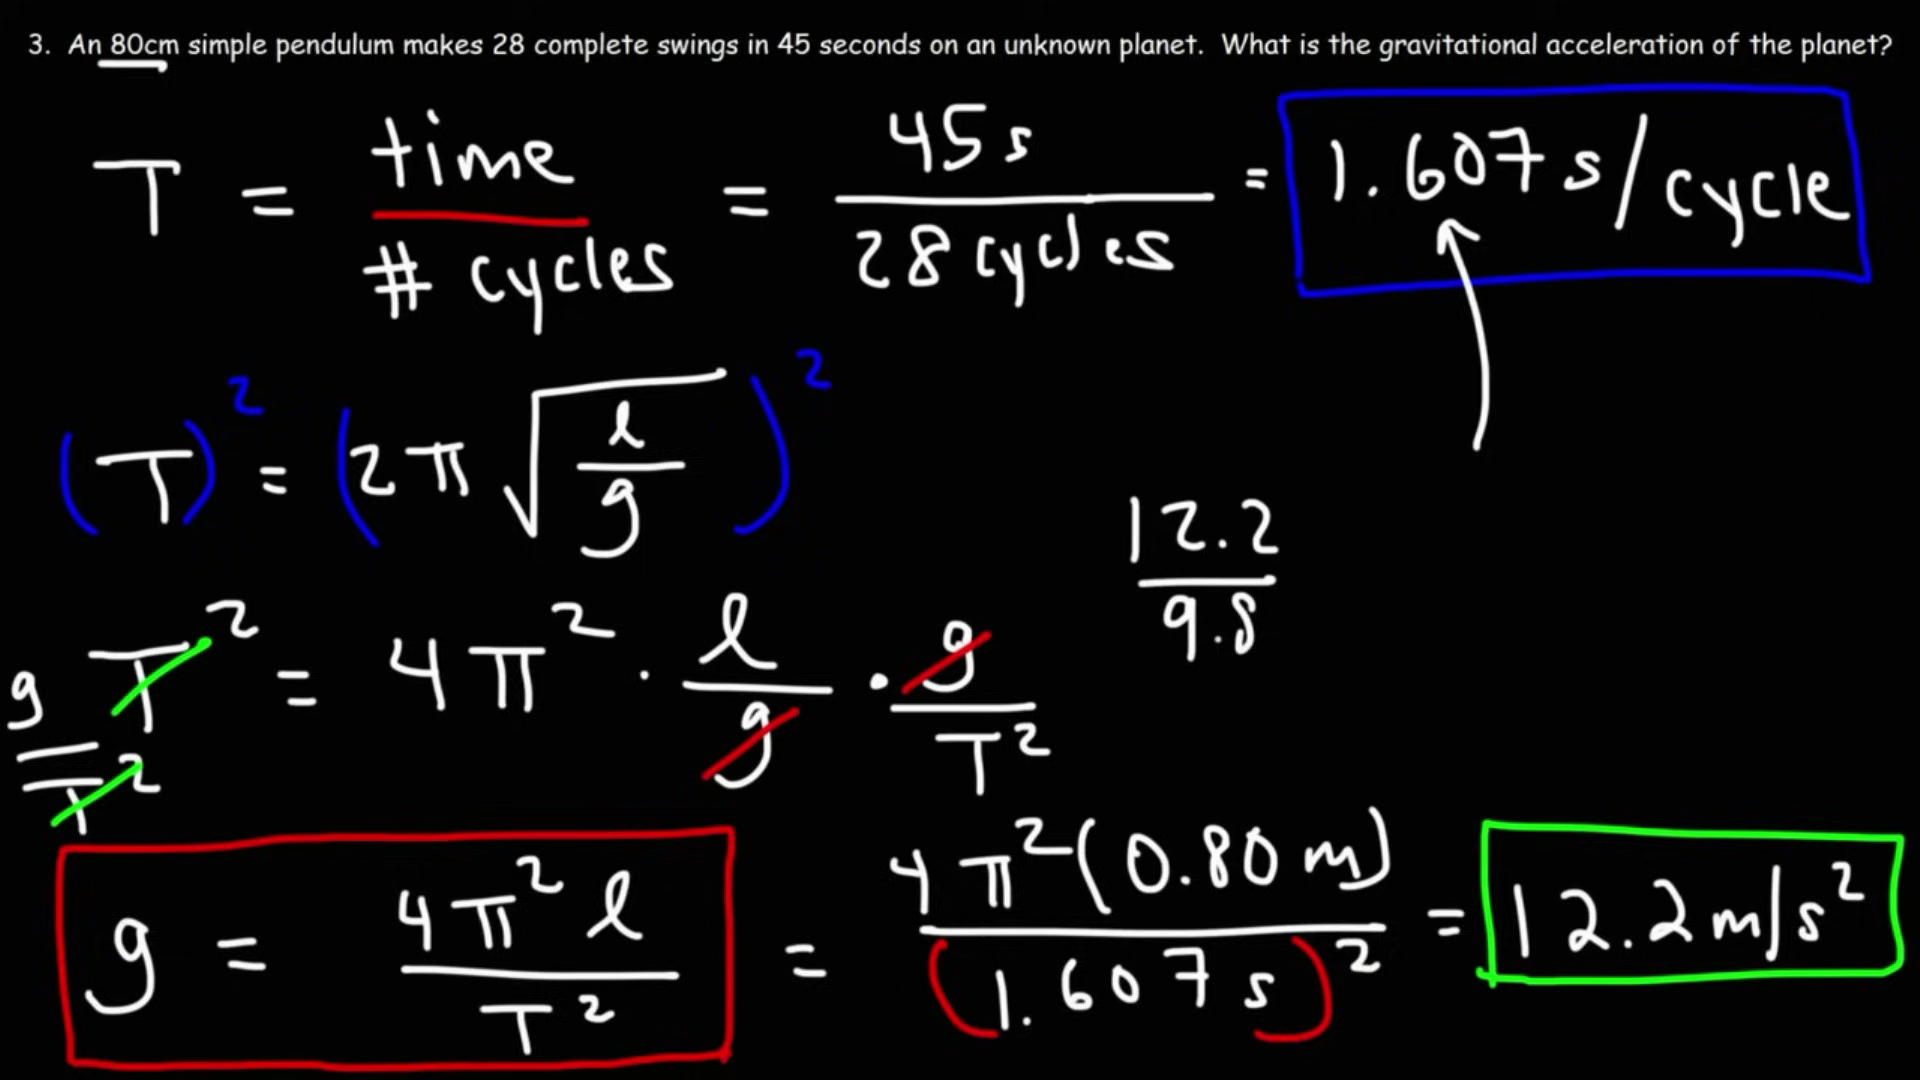 3. An 80cm simple pendulum makes 28 complete swings in 45 seconds on an unknown planet. What is the gravitational acceleration of the planet?
T = time / # cycles = 45 s / 28 cycles = 1.607 s/cycle
(T)² = (2π √(l/g))²
12.2 / 9.8
g/T² T² = 4π² · l/g · g/T²
g = 4π² l / T² = 4π² (0.80 m) / (1.607 s)² = 12.2 m/s²